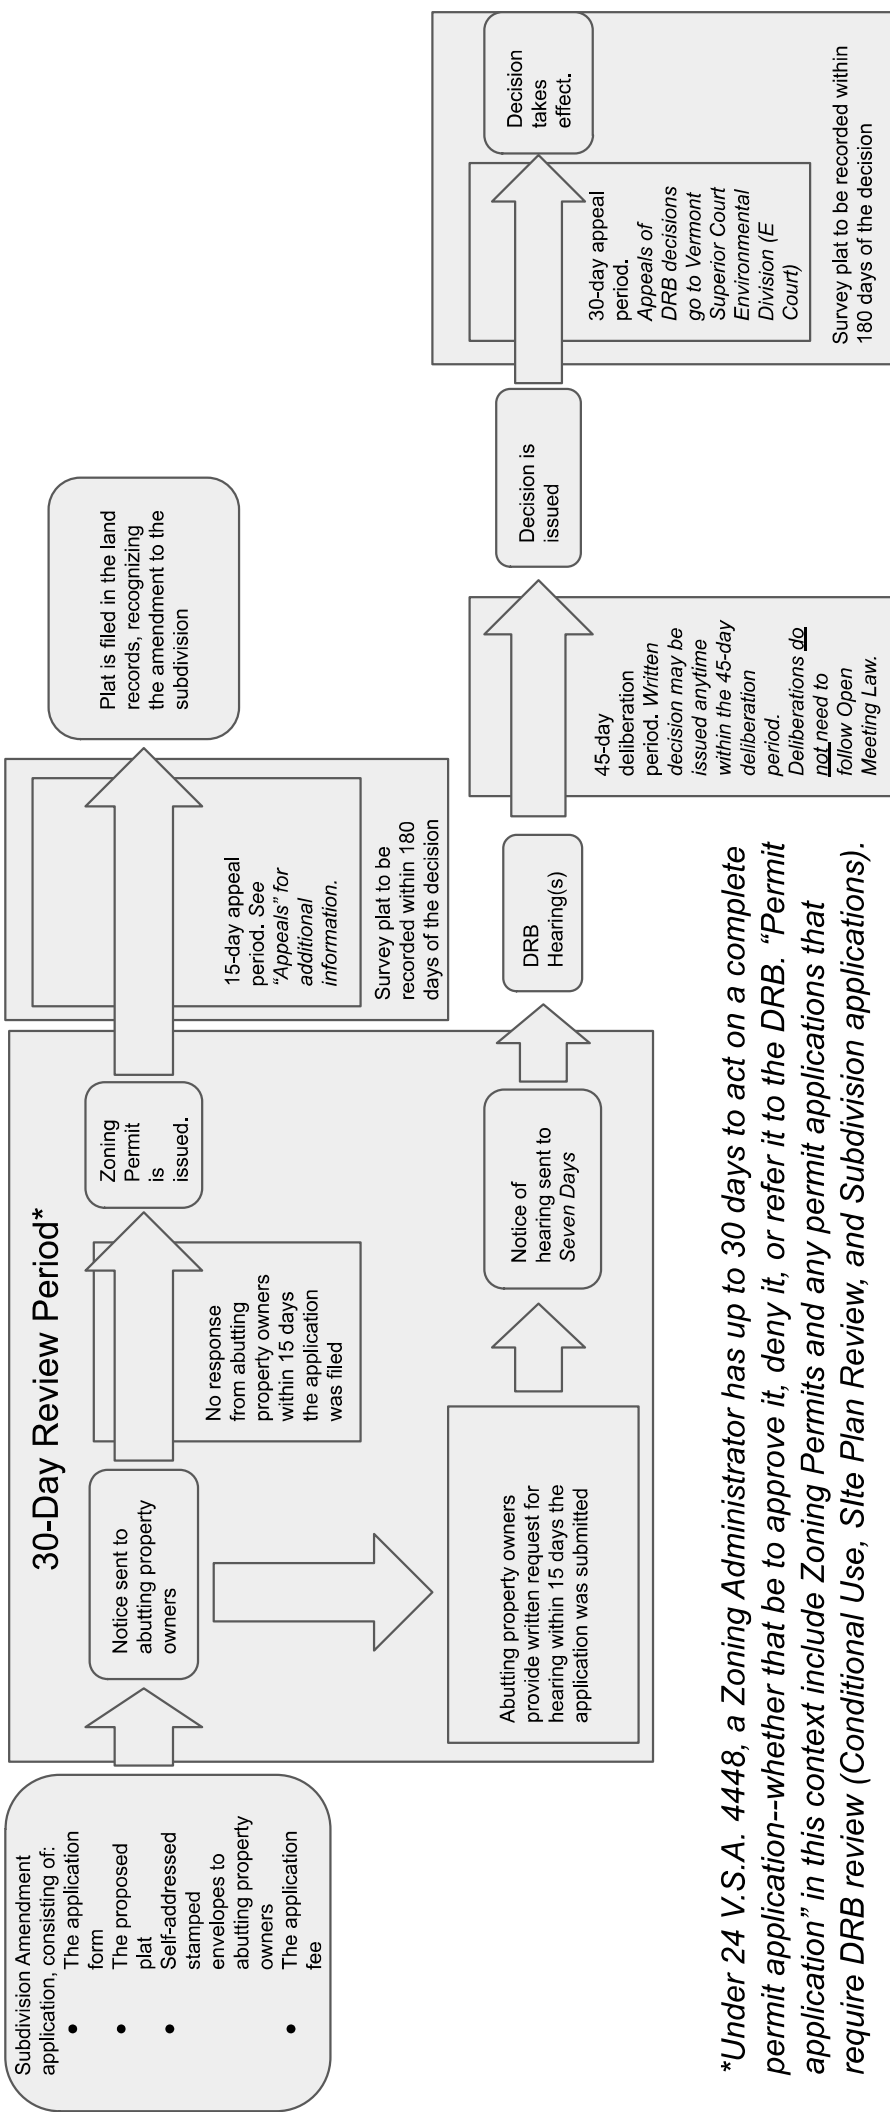 Subdivision Amendment
application, consisting of:
• The application
form
• The proposed
plat
• Self-addressed
stamped
envelopes to
abutting property
owners
• The application
fee
30-Day Review Period*
Notice sent to
abutting property
owners
No response
from abutting
property owners
within 15 days
the application
was filed
Zoning
Permit
is
issued.
15-day appeal
period. See
“Appeals” for
additional
information.
Survey plat to be
recorded within 180
days of the decision
Plat is filed in the land
records, recognizing
the amendment to the
subdivision
Abutting property owners
provide written request for
hearing within 15 days the
application was submitted
Notice of
hearing sent to
Seven Days
DRB
Hearing(s)
45-day
deliberation
period. Written
decision may be
issued anytime
within the 45-day
deliberation
period.
Deliberations do
not need to
follow Open
Meeting Law.
Decision is
issued
30-day appeal
period.
Appeals of
DRB decisions
go to Vermont
Superior Court
Environmental
Division (E
Court)
Decision
takes
effect.
Survey plat to be recorded within
180 days of the decision
*Under 24 V.S.A. 4448, a Zoning Administrator has up to 30 days to act on a complete
permit application--whether that be to approve it, deny it, or refer it to the DRB. “Permit
application” in this context include Zoning Permits and any permit applications that
require DRB review (Conditional Use, SIte Plan Review, and Subdivision applications).